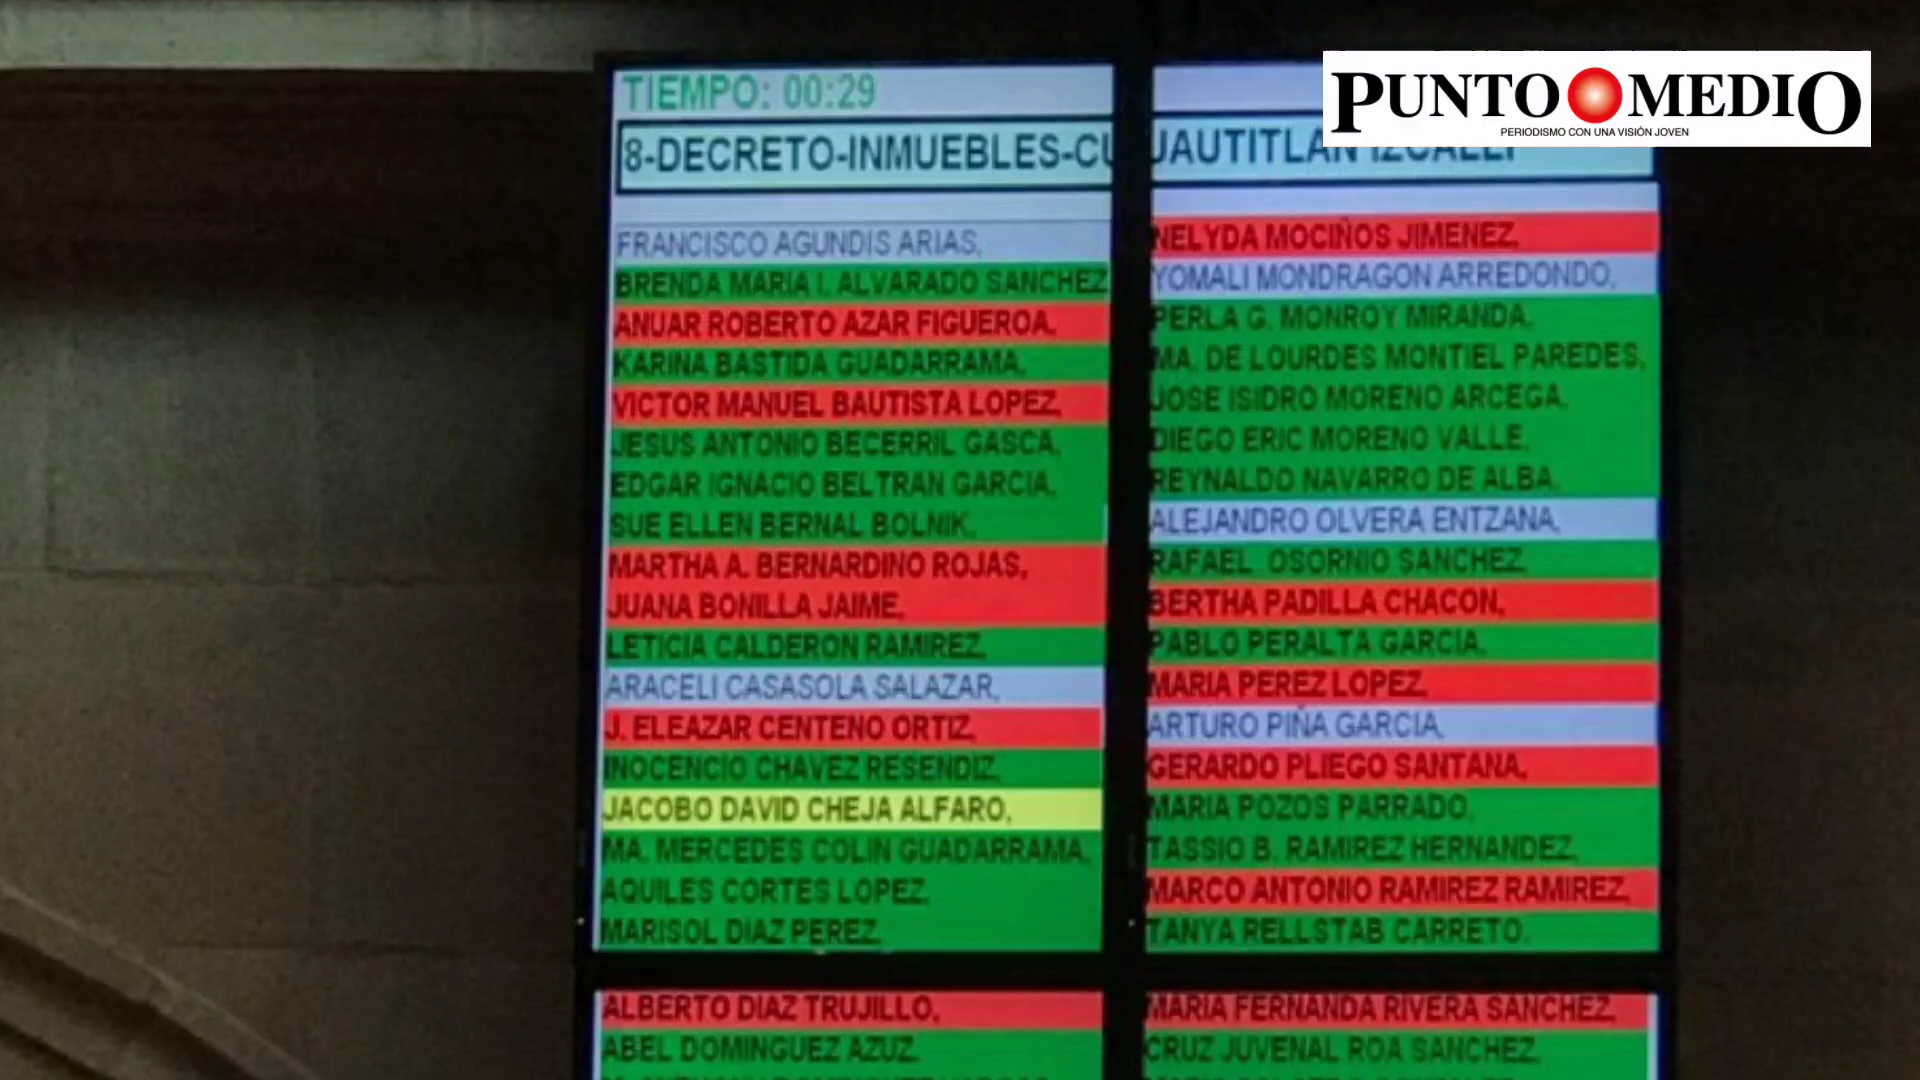 PUNTO MEDIO
PERIODISMO CON UNA VISIÓN JOVEN
TIEMPO: 00:29
8-DECRETO-INMUEBLES-CUAUTITLAN IZCALLI
FRANCISCO AGUNDIS ARIAS,
BRENDA MARIA I. ALVARADO SANCHEZ
ANUAR ROBERTO AZAR FIGUEROA,
KARINA BASTIDA GUADARRAMA,
VICTOR MANUEL BAUTISTA LOPEZ,
JESUS ANTONIO BECERRIL GASCA,
EDGAR IGNACIO BELTRAN GARCIA,
SUE ELLEN BERNAL BOLNIK,
MARTHA A. BERNARDINO ROJAS,
JUANA BONILLA JAIME,
LETICIA CALDERON RAMIREZ,
ARACELI CASASOLA SALAZAR,
J. ELEAZAR CENTENO ORTIZ,
INOCENCIO CHAVEZ RESENDIZ,
JACOBO DAVID CHEJA ALFARO,
MA. MERCEDES COLIN GUADARRAMA,
AQUILES CORTES LOPEZ,
MARISOL DIAZ PEREZ,
ALBERTO DIAZ TRUJILLO,
ABEL DOMINGUEZ AZUZ,
NELYDA MOCIÑOS JIMENEZ,
YOMALI MONDRAGON ARREDONDO,
PERLA G. MONROY MIRANDA,
MA. DE LOURDES MONTIEL PAREDES,
JOSE ISIDRO MORENO ARCEGA,
DIEGO ERIC MORENO VALLE,
REYNALDO NAVARRO DE ALBA,
ALEJANDRO OLVERA ENTZANA,
RAFAEL OSORNIO SANCHEZ,
BERTHA PADILLA CHACON,
PABLO PERALTA GARCIA,
MARIA PEREZ LOPEZ,
ARTURO PIÑA GARCIA,
GERARDO PLIEGO SANTANA,
MARIA POZOS PARRADO,
TASSIO B. RAMIREZ HERNANDEZ,
MARCO ANTONIO RAMIREZ RAMIREZ,
TANYA RELLSTAB CARRETO,
MARIA FERNANDA RIVERA SANCHEZ,
CRUZ JUVENAL ROA SANCHEZ,